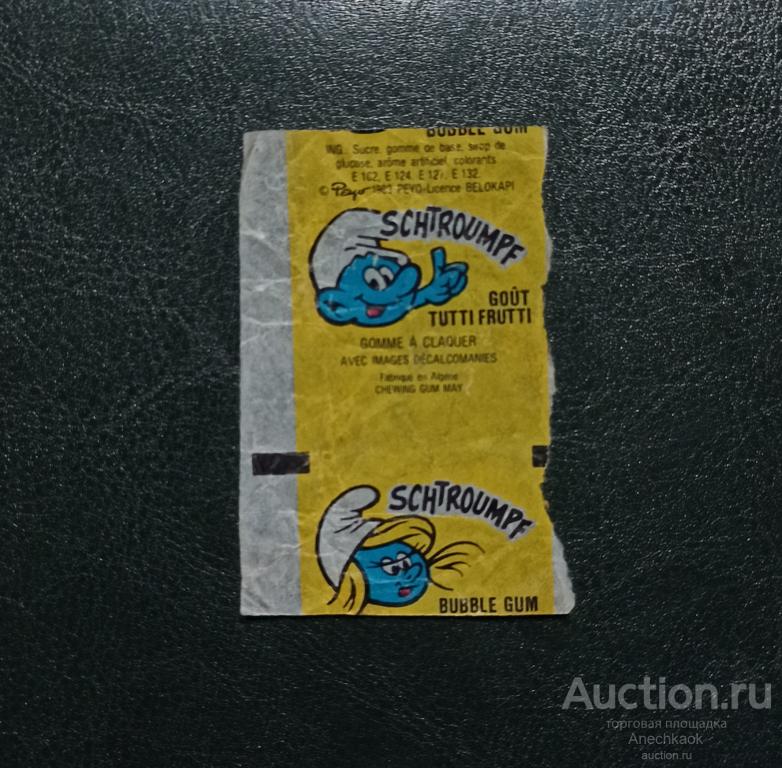 BUBBLE GUM
ING. Sucre, gomme de base, sirop de
glucose, arôme artificiel, colorants
E 102, E 124, E 127, E 132.
© Peyo 1983 PEYO-Licence BELOKAPI
SCHTROUMPF
GOÛT
TUTTI FRUTTI
GOMME A CLAQUER
AVEC IMAGES DÉCALCOMANIES
Fabriqué en Algérie
CHEWING GUM MAY
SCHTROUMPF
BUBBLE GUM
Auction.ru
торговая площадка
Anechkaok
auction.ru